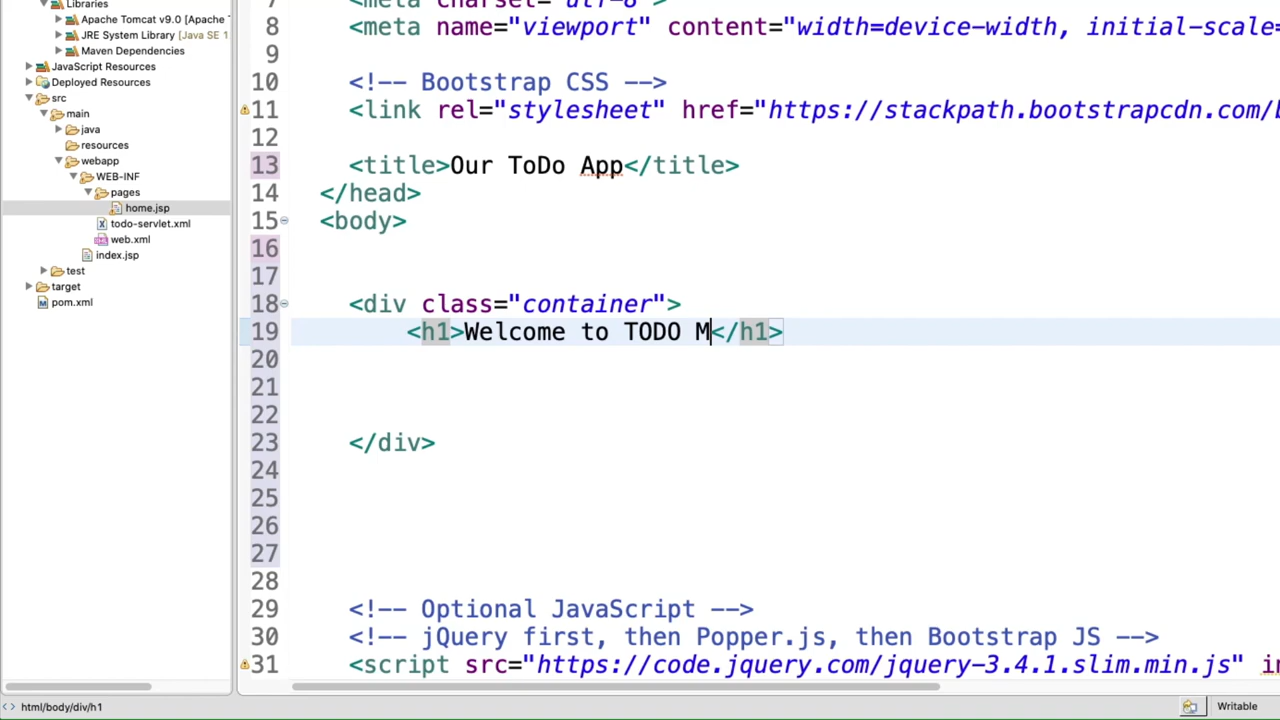 Libraries
Apache Tomcat v9.0 [Apache T
JRE System Library [Java SE 1
Maven Dependencies
JavaScript Resources
Deployed Resources
src
main
java
resources
webapp
WEB-INF
pages
home.jsp
todo-servlet.xml
web.xml
index.jsp
test
target
pom.xml
7 <meta charset="utf-8">
8 <meta name="viewport" content="width=device-width, initial-scale=
9
10 <!-- Bootstrap CSS -->
11 <link rel="stylesheet" href="https://stackpath.bootstrapcdn.com/b
12
13 <title>Our ToDo App</title>
14 </head>
15 <body>
16
17
18 <div class="container">
19 <h1>Welcome to TODO M</h1>
20
21
22
23 </div>
24
25
26
27
28
29 <!-- Optional JavaScript -->
30 <!-- jQuery first, then Popper.js, then Bootstrap JS -->
31 <script src="https://code.jquery.com/jquery-3.4.1.slim.min.js" in
html/body/div/h1
Writable